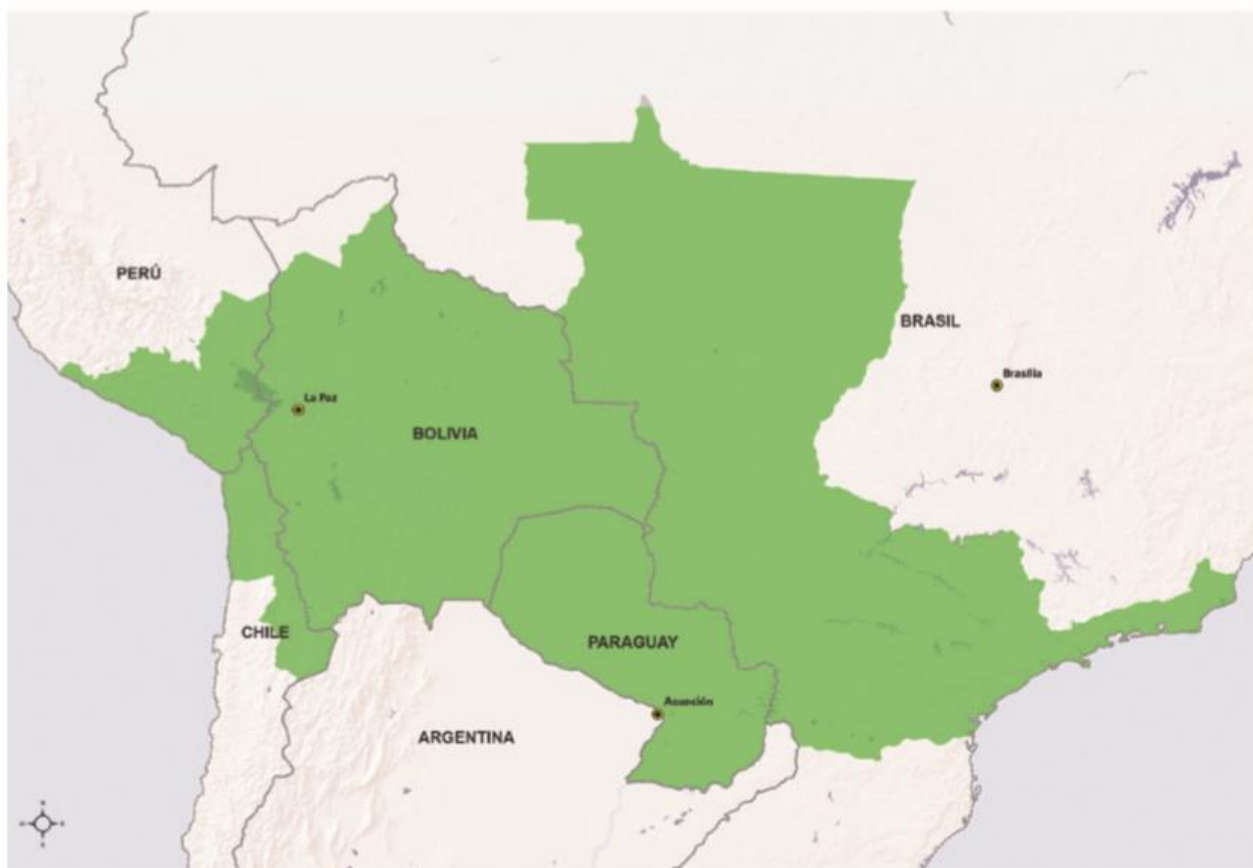 PERÚ
BRASIL
Brasilia
La Paz
BOLIVIA
CHILE
PARAGUAY
Asunción
ARGENTINA